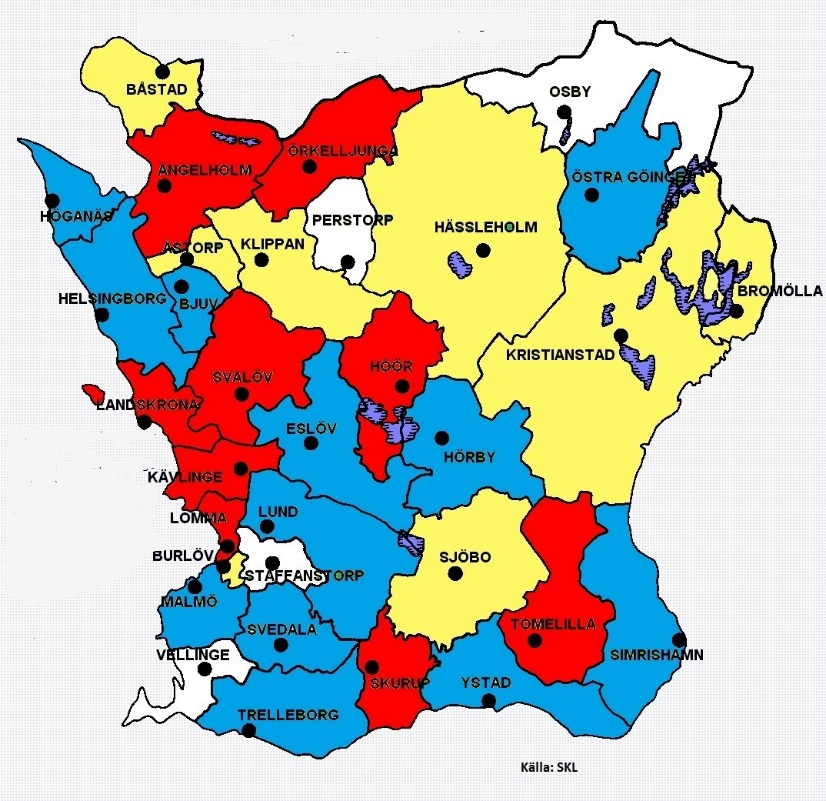 BÅSTAD
OSBY
ÄNGELHOLM
ÖRKELLJUNGA
ÖSTRA GÖINGE
HÖGANÄS
PERSTORP
HÄSSLEHOLM
ÅSTORP
KLIPPAN
HELSINGBORG
BJUV
BROMÖLLA
KRISTIANSTAD
SVALÖV
HÖÖR
LANDSKRONA
ESLÖV
HÖRBY
KÄVLINGE
LOMMA
LUND
BURLÖV
STAFFANSTORP
SJÖBO
MALMÖ
SVEDALA
TOMELILLA
VELLINGE
SIMRISHAMN
SKURUP
YSTAD
TRELLEBORG
Källa: SKL